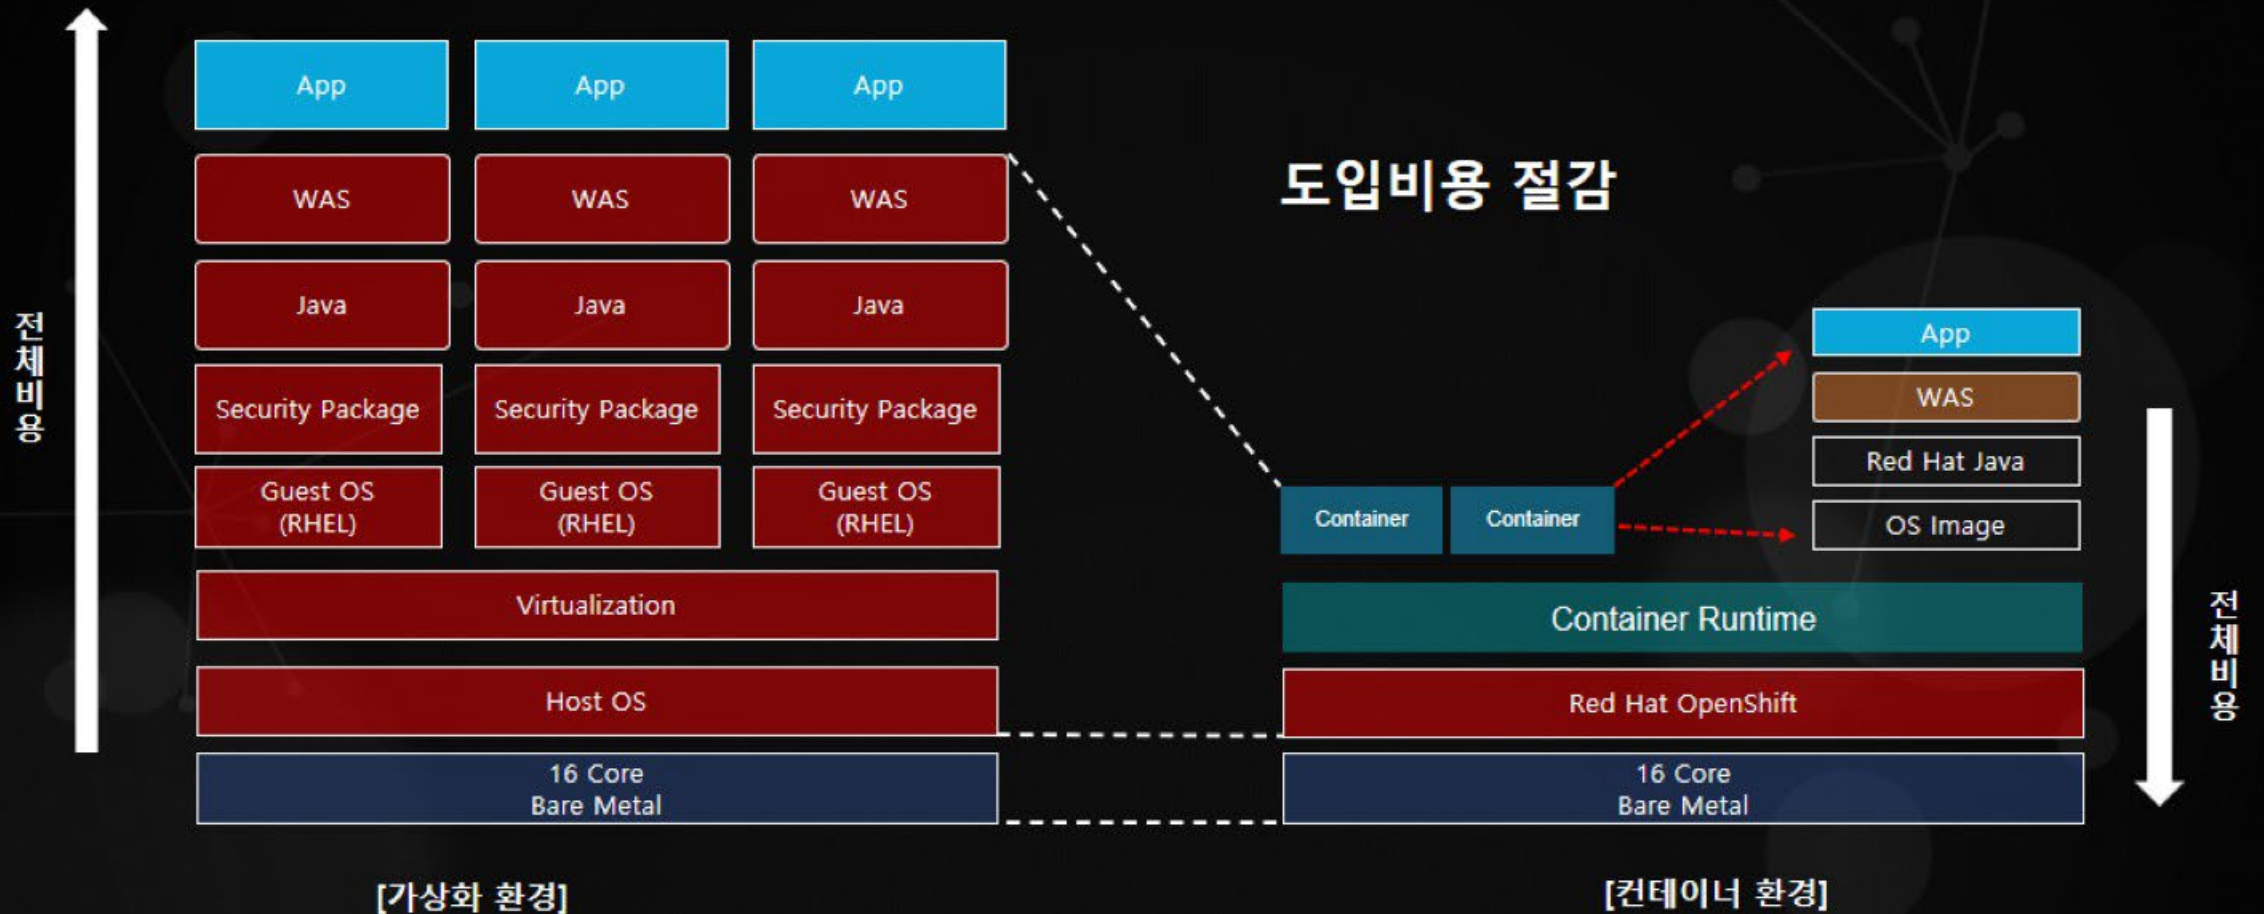 전체비용
App
App
App
WAS
WAS
WAS
Java
Java
Java
Security Package
Security Package
Security Package
Guest OS
(RHEL)
Guest OS
(RHEL)
Guest OS
(RHEL)
Virtualization
Host OS
16 Core
Bare Metal
[가상화 환경]
도입비용 절감
Container
Container
App
WAS
Red Hat Java
OS Image
Container Runtime
Red Hat OpenShift
16 Core
Bare Metal
전체비용
[컨테이너 환경]